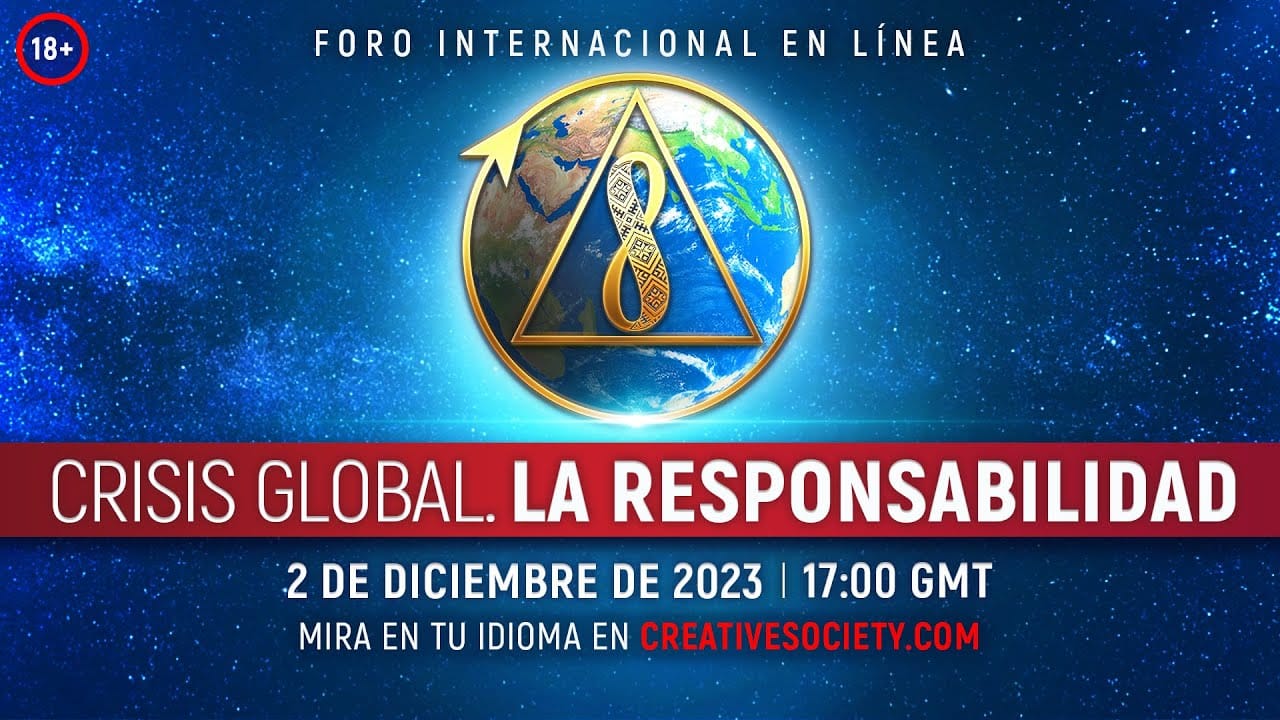 18+
FORO INTERNACIONAL EN LÍNEA
CRISIS GLOBAL. LA RESPONSABILIDAD
2 DE DICIEMBRE DE 2023 | 17:00 GMT
MIRA EN TU IDIOMA EN CREATIVESOCIETY.COM